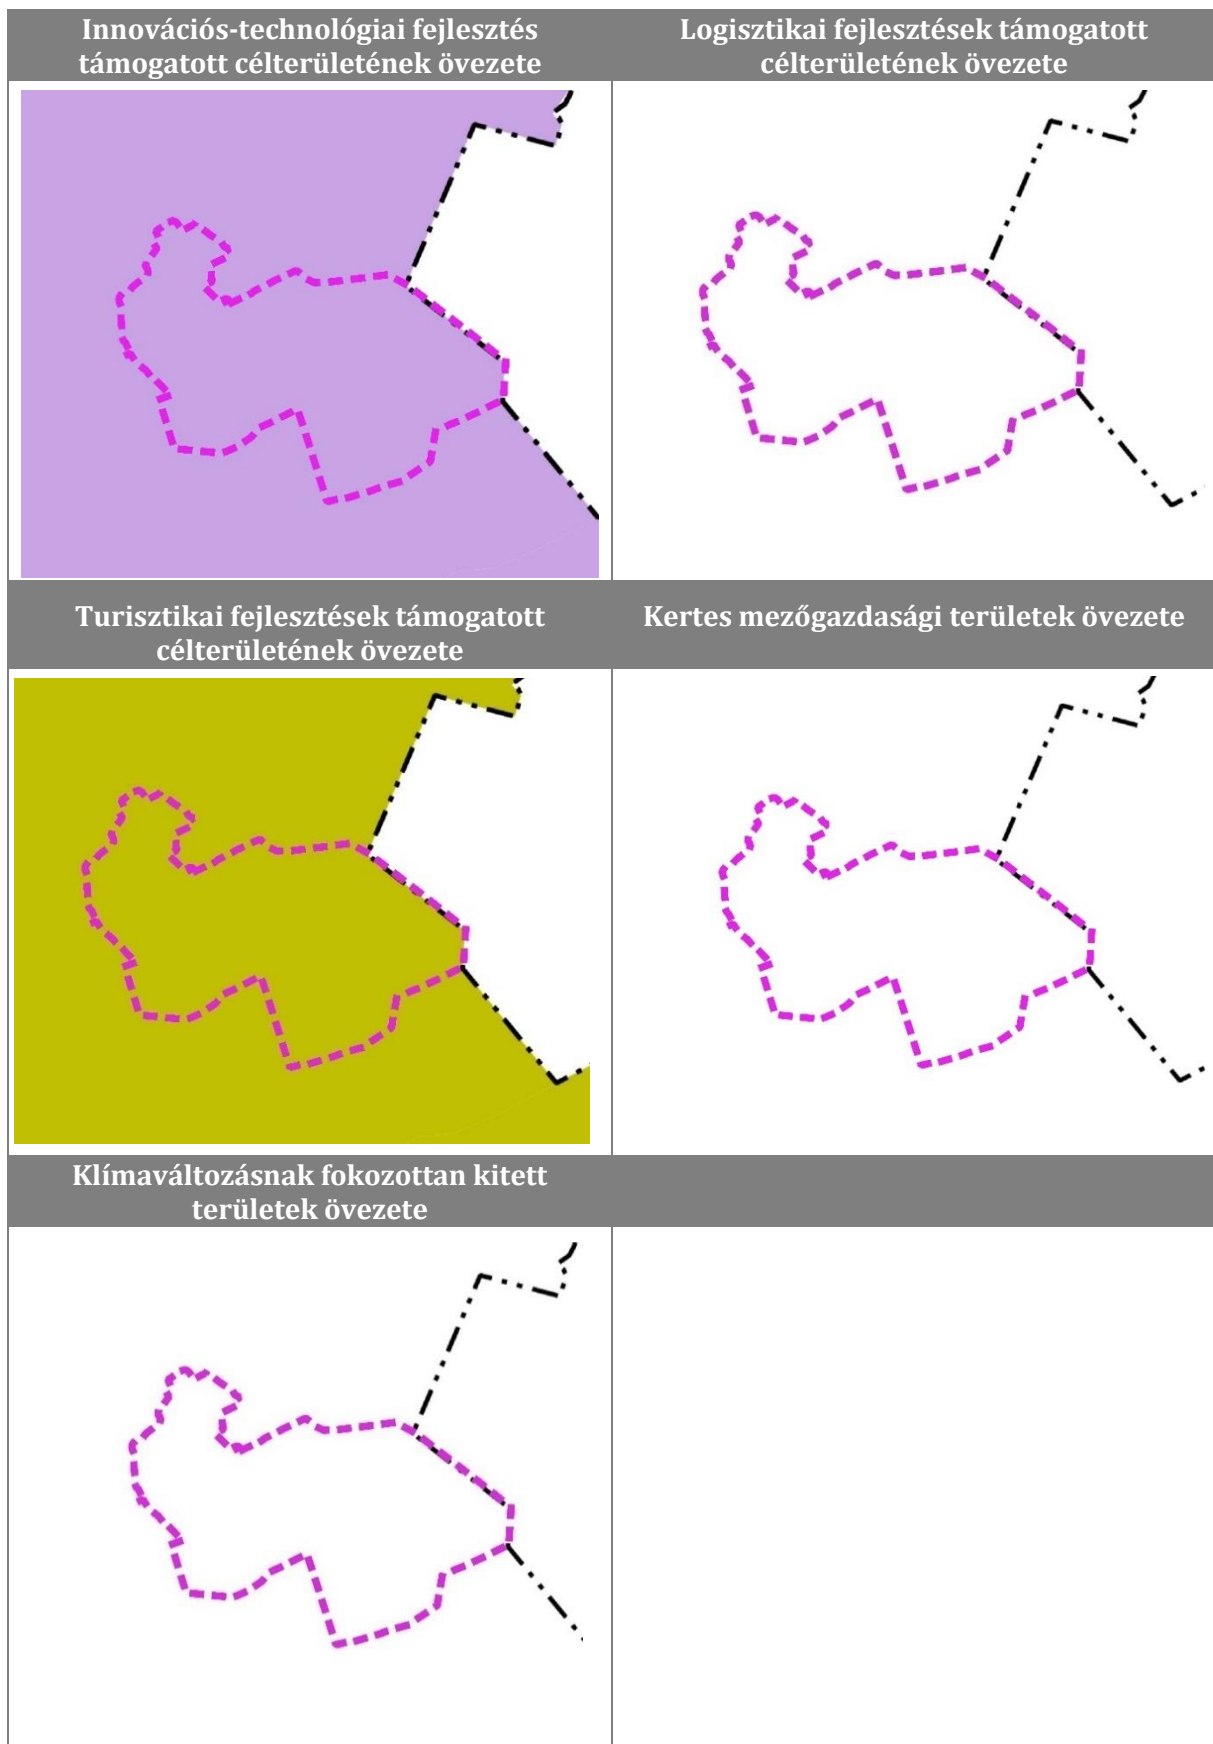 Innovációs-technológiai fejlesztés
támogatott célterületének övezete
Logisztikai fejlesztések támogatott
célterületének övezete
Turisztikai fejlesztések támogatott
célterületének övezete
Kertes mezőgazdasági területek övezete
Klímaváltozásnak fokozottan kitett
területek övezete